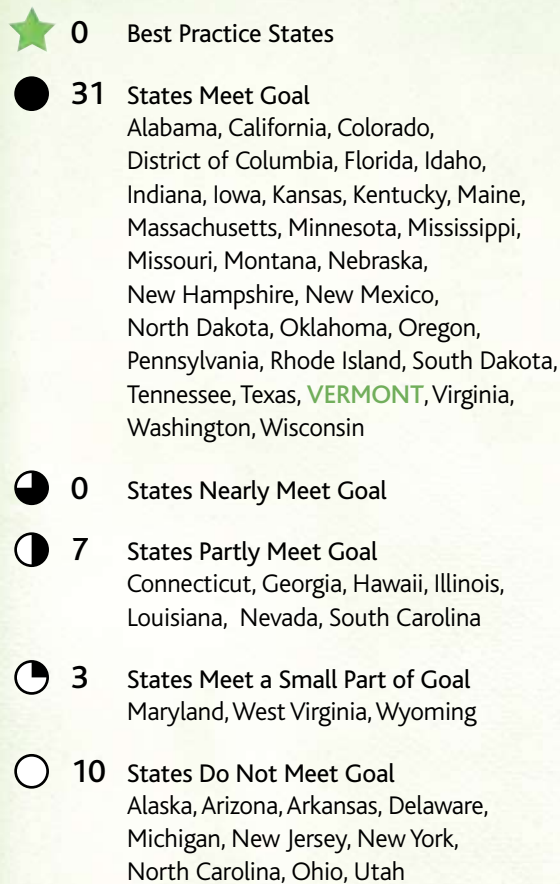 0 Best Practice States
31 States Meet Goal
Alabama, California, Colorado,
District of Columbia, Florida, Idaho,
Indiana, Iowa, Kansas, Kentucky, Maine,
Massachusetts, Minnesota, Mississippi,
Missouri, Montana, Nebraska,
New Hampshire, New Mexico,
North Dakota, Oklahoma, Oregon,
Pennsylvania, Rhode Island, South Dakota,
Tennessee, Texas, VERMONT, Virginia,
Washington, Wisconsin
0 States Nearly Meet Goal
7 States Partly Meet Goal
Connecticut, Georgia, Hawaii, Illinois,
Louisiana, Nevada, South Carolina
3 States Meet a Small Part of Goal
Maryland, West Virginia, Wyoming
10 States Do Not Meet Goal
Alaska, Arizona, Arkansas, Delaware,
Michigan, New Jersey, New York,
North Carolina, Ohio, Utah